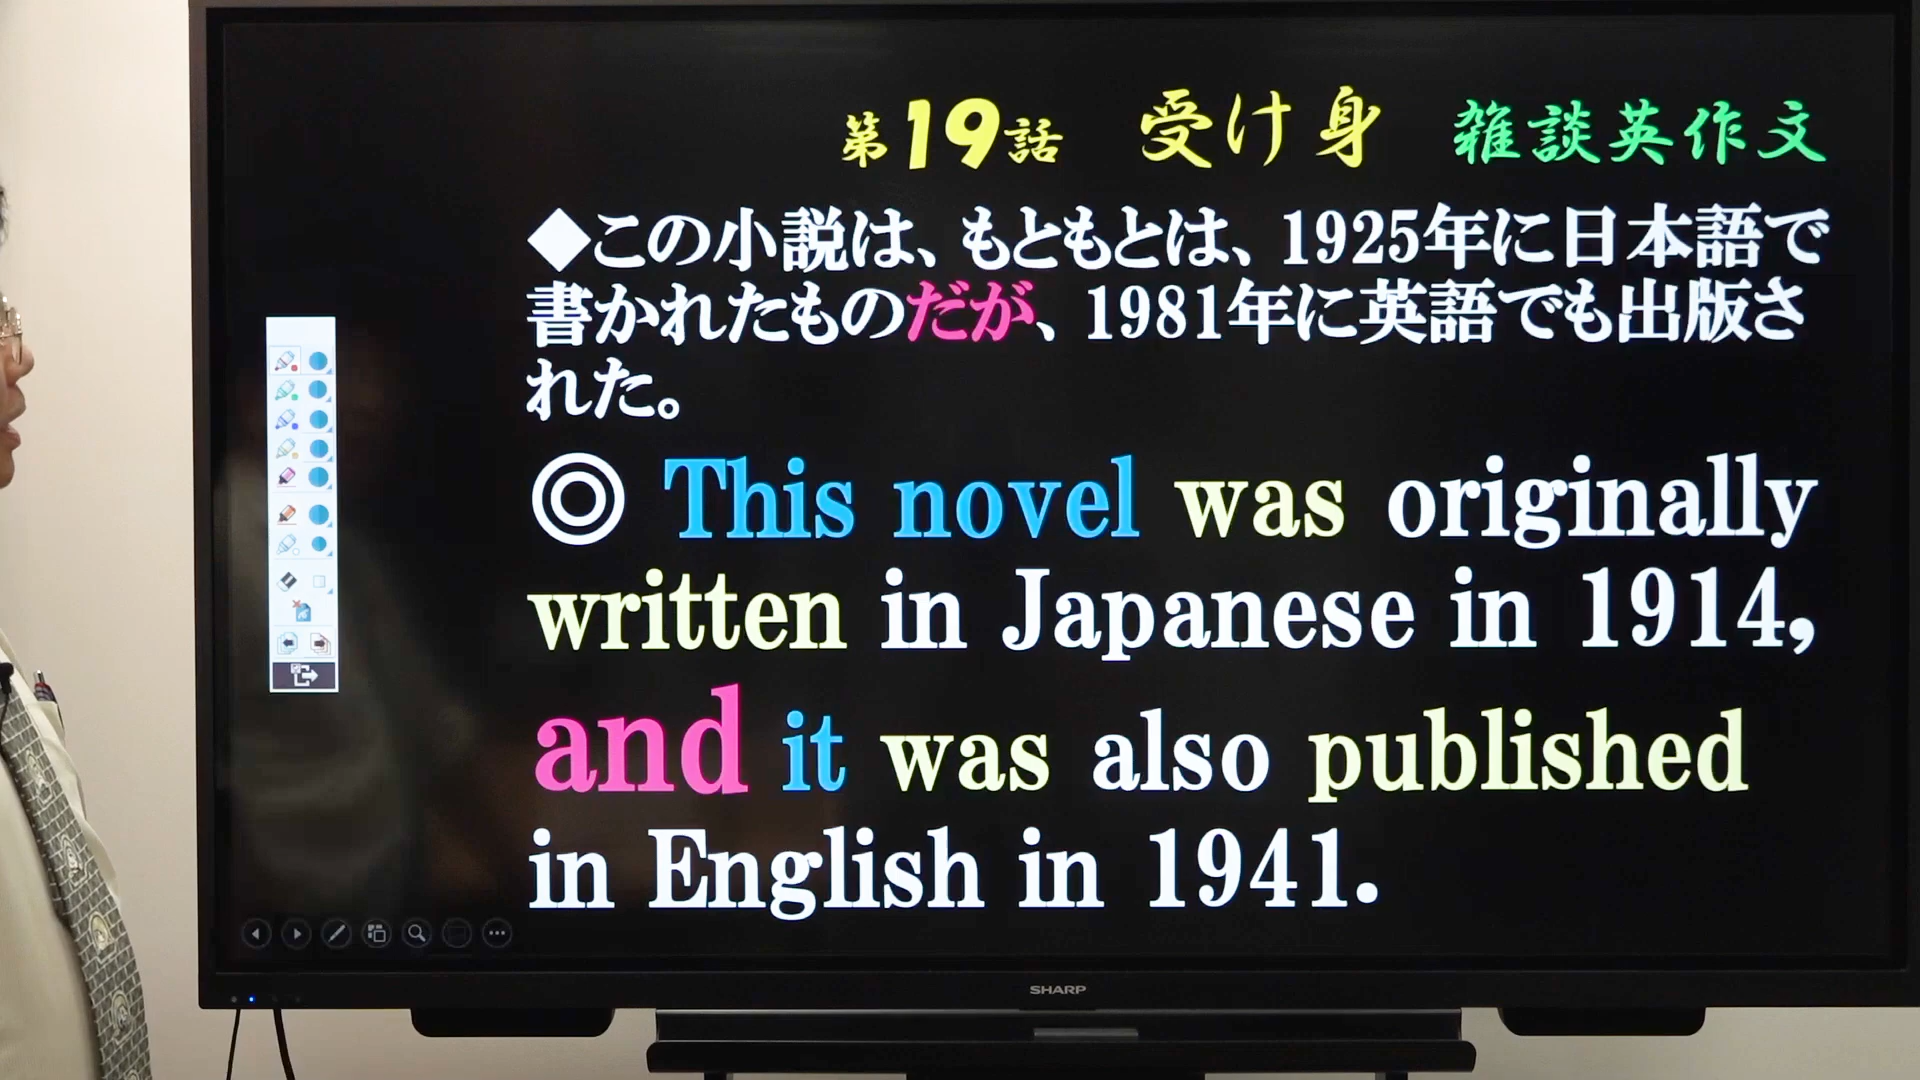 第19話 受け身 雑談英作文
◆この小説は、もともとは、1925年に日本語で
書かれたものだが、1981年に英語でも出版さ
れた。
◎ This novel was originally
written in Japanese in 1914,
and it was also published
in English in 1941.
SHARP